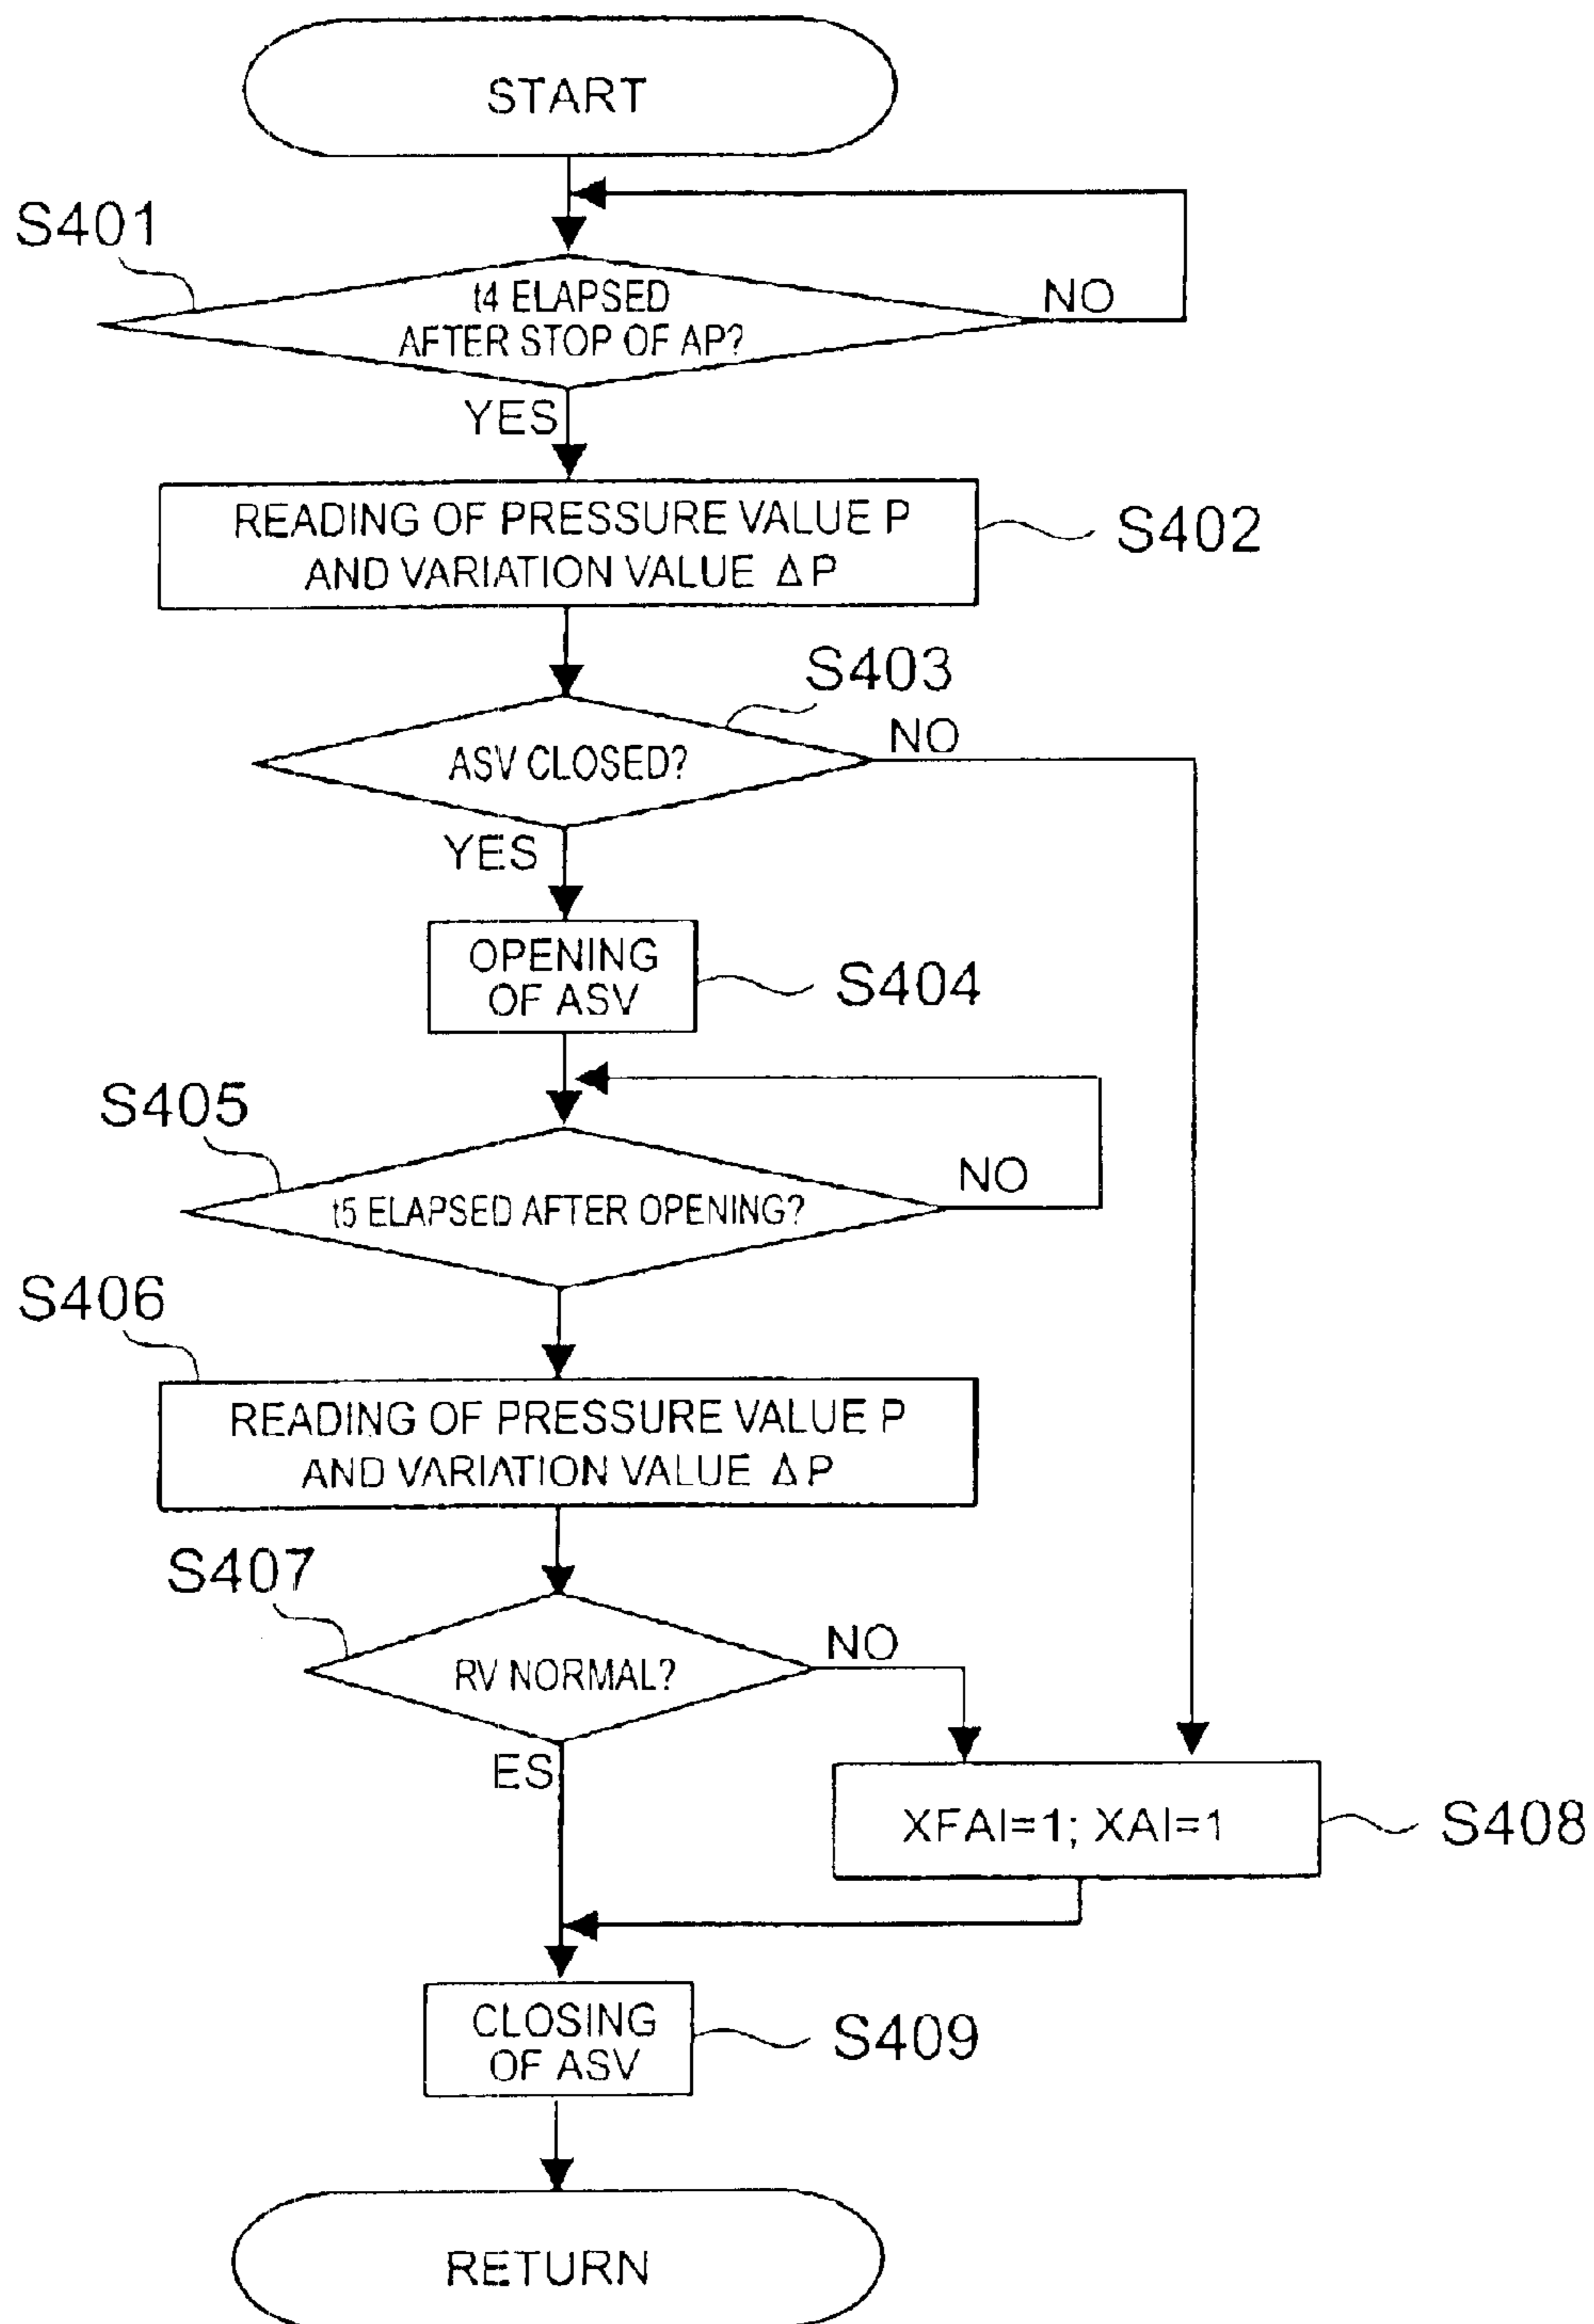 START
S401
t4 ELAPSED
AFTER STOP OF AP?
NO
YES
READING OF PRESSURE VALUE P
AND VARIATION VALUE ΔP
S402
S403
ASV CLOSED?
NO
YES
OPENING
OF ASV
S404
S405
t5 ELAPSED AFTER OPENING?
NO
S406
READING OF PRESSURE VALUE P
AND VARIATION VALUE ΔP
S407
RV NORMAL?
NO
ES
XFAI=1; XAI=1
S408
CLOSING
OF ASV
S409
RETURN